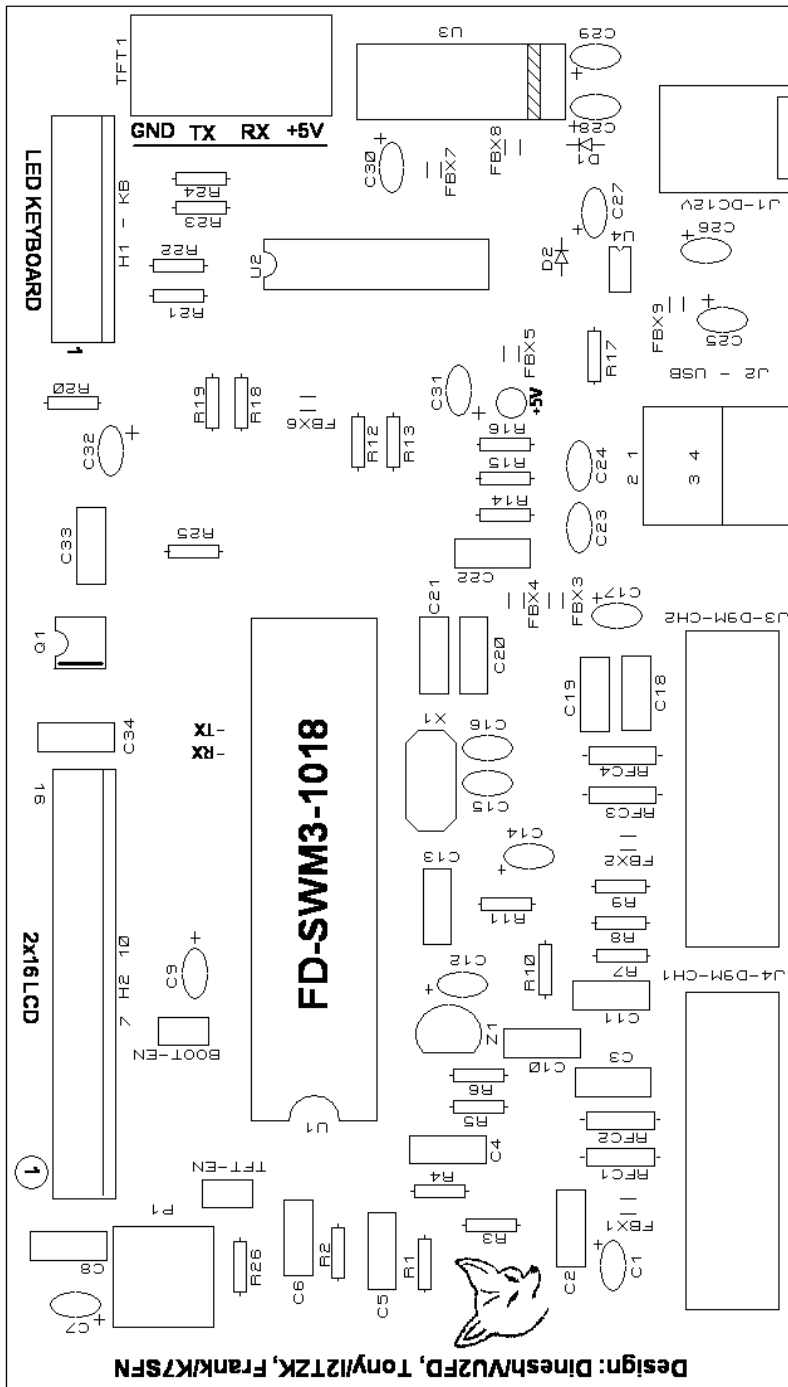 TFT1
U3
C29
GND TX RX +5V
C28
D1
C30
FBX7
FBX8
J1-DC12V
LED KEYBOARD
H1 - KB
1
R24
R23
R22
R21
U2
C27
U4
D2
C26
FBX9
C25
FBX5
R17
J2 - USB
R20
R19
R18
FBX6
C31
+5V
C32
R12
R13
R16
R15
R14
C24
2 1
3 4
C23
C33
R25
C22
C21
C20
FBX4
FBX3
C17
J3-D9M-CH2
Q1
C19
C18
C34
-TX
-RX
X1
C16
C15
RFC4
RFC3
16
FD-SWM3-1018
C14
FBX2
C13
R11
R9
R8
R7
2x16 LCD
7 H2 10
C9
C12
R10
J4-D9M-CH1
C11
BOOT-EN
Z1
C10
C3
R6
R5
U1
C4
RFC2
RFC1
1
TFT-EN
R4
P1
R3
FBX1
C8
R26
C6
R2
C5
R1
C2
C1
C7
Design: Dinesh/VU2FD, Tony/I2TZK, Frank/K7SFN